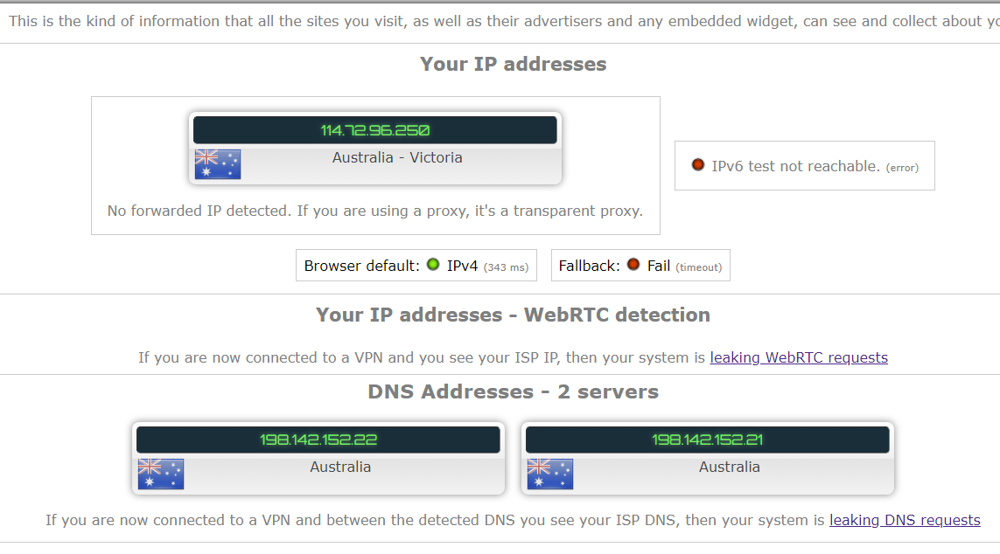 This is the kind of information that all the sites you visit, as well as their advertisers and any embedded widget, can see and collect about
Your IP addresses
114.72.96.250
Australia - Victoria
No forwarded IP detected. If you are using a proxy, it's a transparent proxy.
IPv6 test not reachable. (error)
Browser default: IPv4 (343 ms)
Fallback: Fail (timeout)
Your IP addresses - WebRTC detection
If you are now connected to a VPN and you see your ISP IP, then your system is leaking WebRTC requests
DNS Addresses - 2 servers
198.142.152.22
Australia
198.142.152.21
Australia
If you are now connected to a VPN and between the detected DNS you see your ISP DNS, then your system is leaking DNS requests